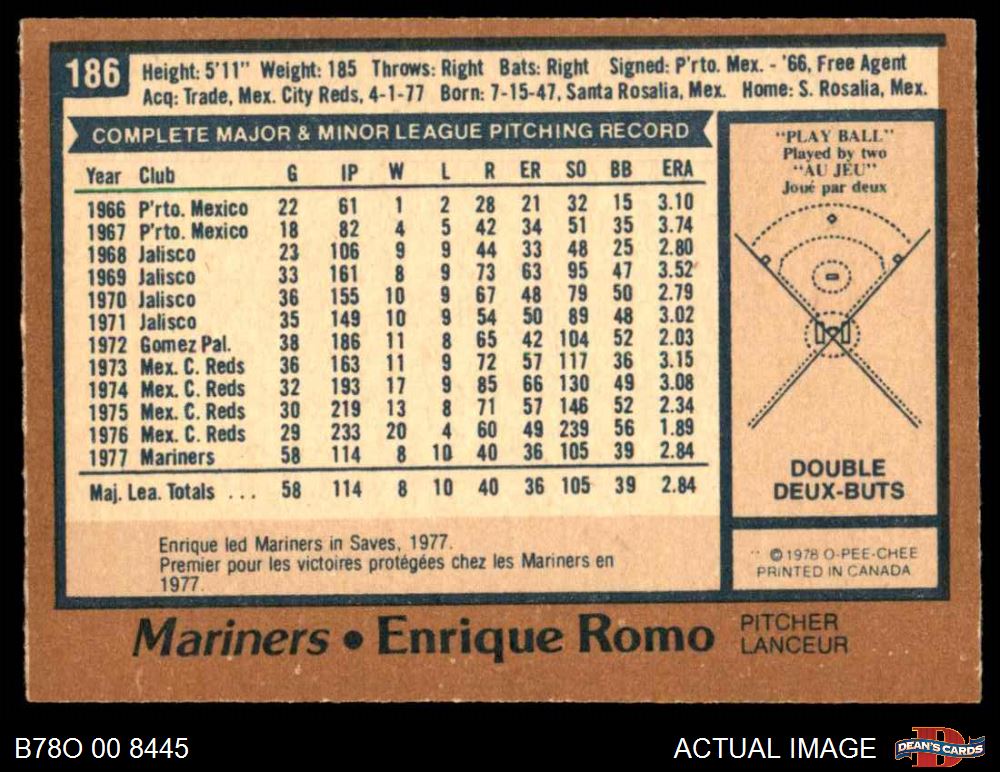 186
Height: 5'11" Weight: 185 Throws: Right Bats: Right Signed: P'rto. Mex. - '66, Free Agent
Acq: Trade, Mex. City Reds, 4-1-77 Born: 7-15-47, Santa Rosalia, Mex. Home: S. Rosalia, Mex.
COMPLETE MAJOR & MINOR LEAGUE PITCHING RECORD
Year Club G IP W L R ER SO BB ERA
1966 P'rto. Mexico 22 61 1 2 28 21 32 15 3.10
1967 P'rto. Mexico 18 82 4 5 42 34 51 35 3.74
1968 Jalisco 23 106 9 9 44 33 48 25 2.80
1969 Jalisco 33 161 8 9 73 63 95 47 3.52
1970 Jalisco 36 155 10 9 67 48 79 50 2.79
1971 Jalisco 35 149 10 9 54 50 89 48 3.02
1972 Gomez Pal. 38 186 11 8 65 42 104 52 2.03
1973 Mex. C. Reds 36 163 11 9 72 57 117 36 3.15
1974 Mex. C. Reds 32 193 17 9 85 66 130 49 3.08
1975 Mex. C. Reds 30 219 13 8 71 57 146 52 2.34
1976 Mex. C. Reds 29 233 20 4 60 49 239 56 1.89
1977 Mariners 58 114 8 10 40 36 105 39 2.84
Maj. Lea. Totals ... 58 114 8 10 40 36 105 39 2.84
Enrique led Mariners in Saves, 1977.
Premier pour les victoires protégées chez les Mariners en
1977.
"PLAY BALL"
Played by two
"AU JEU"
Joué par deux
DOUBLE
DEUX-BUTS
© 1978 O-PEE-CHEE
PRINTED IN CANADA
Mariners • Enrique Romo
PITCHER
LANCEUR
B78O 00 8445
ACTUAL IMAGE
D
DEAN'S CARDS